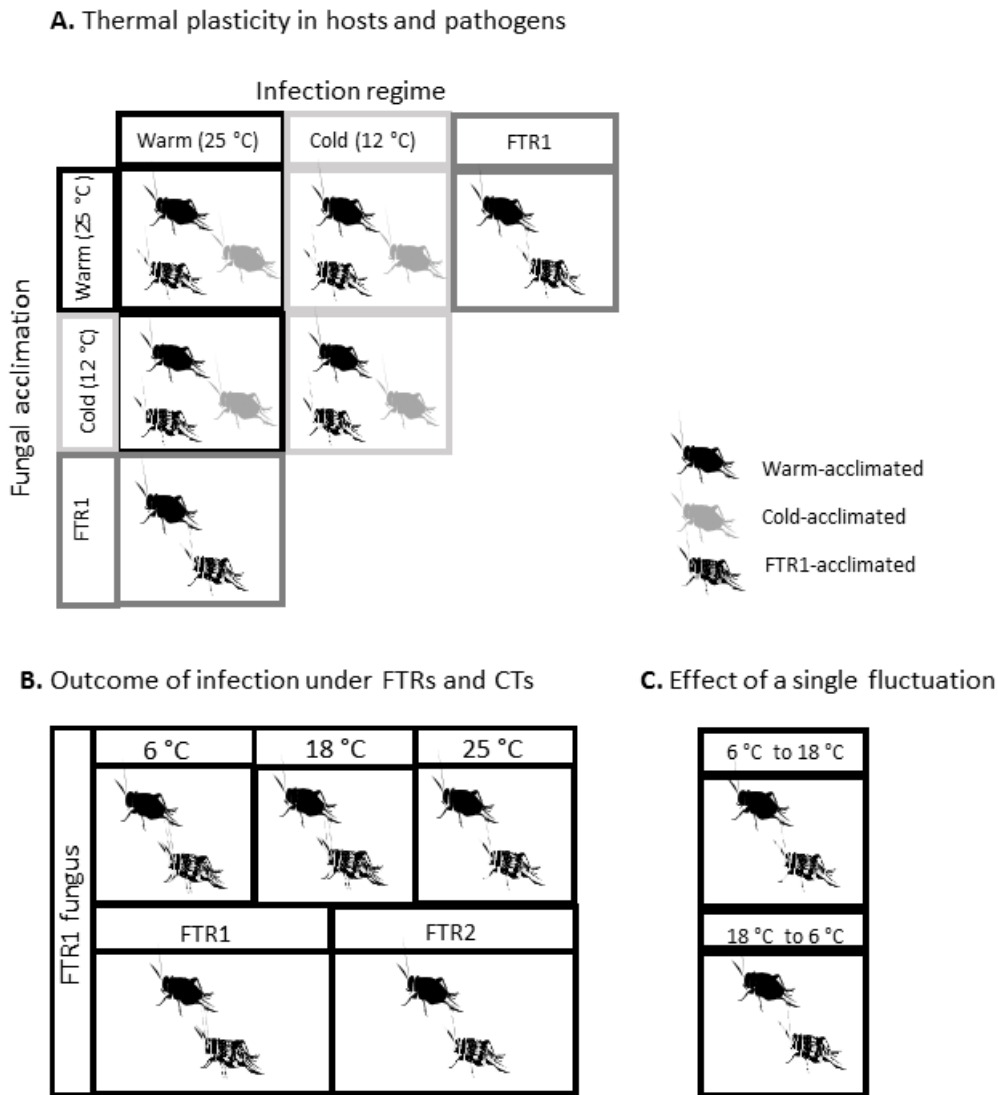 A. Thermal plasticity in hosts and pathogens
Infection regime
Warm (25 °C)
Cold (12 °C)
FTR1
Fungal acclimation
Warm (25 °C)
Cold (12 °C)
FTR1
Warm-acclimated
Cold-acclimated
FTR1-acclimated
B. Outcome of infection under FTRs and CTs
6 °C
18 °C
25 °C
FTR1 fungus
FTR1
FTR2
C. Effect of a single fluctuation
6 °C to 18 °C
18 °C to 6 °C